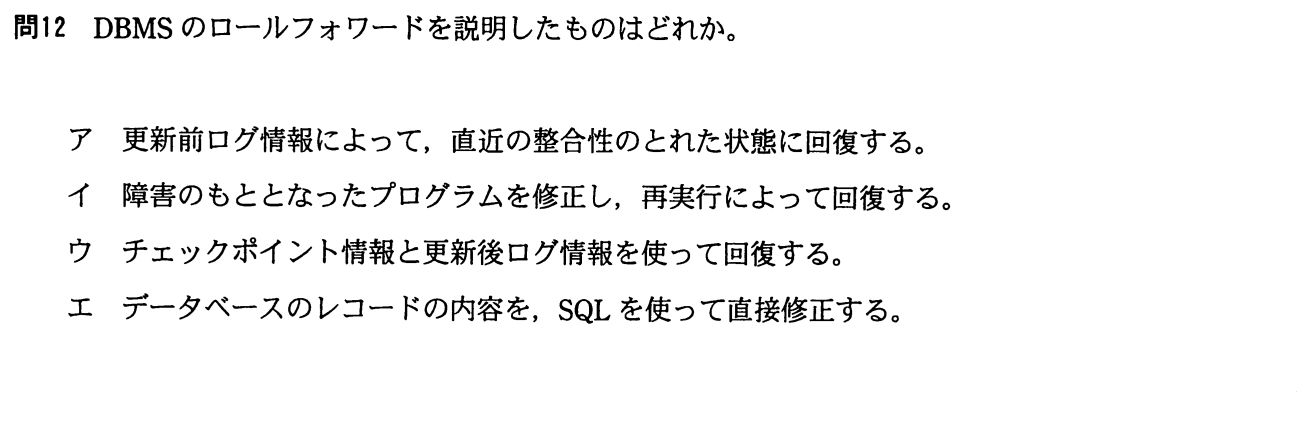 問12 DBMS のロールフォワードを説明したものはどれか。
ア 更新前ログ情報によって，直近の整合性のとれた状態に回復する。
イ 障害のもととなったプログラムを修正し，再実行によって回復する。
ウ チェックポイント情報と更新後ログ情報を使って回復する。
エ データベースのレコードの内容を，SQL を使って直接修正する。